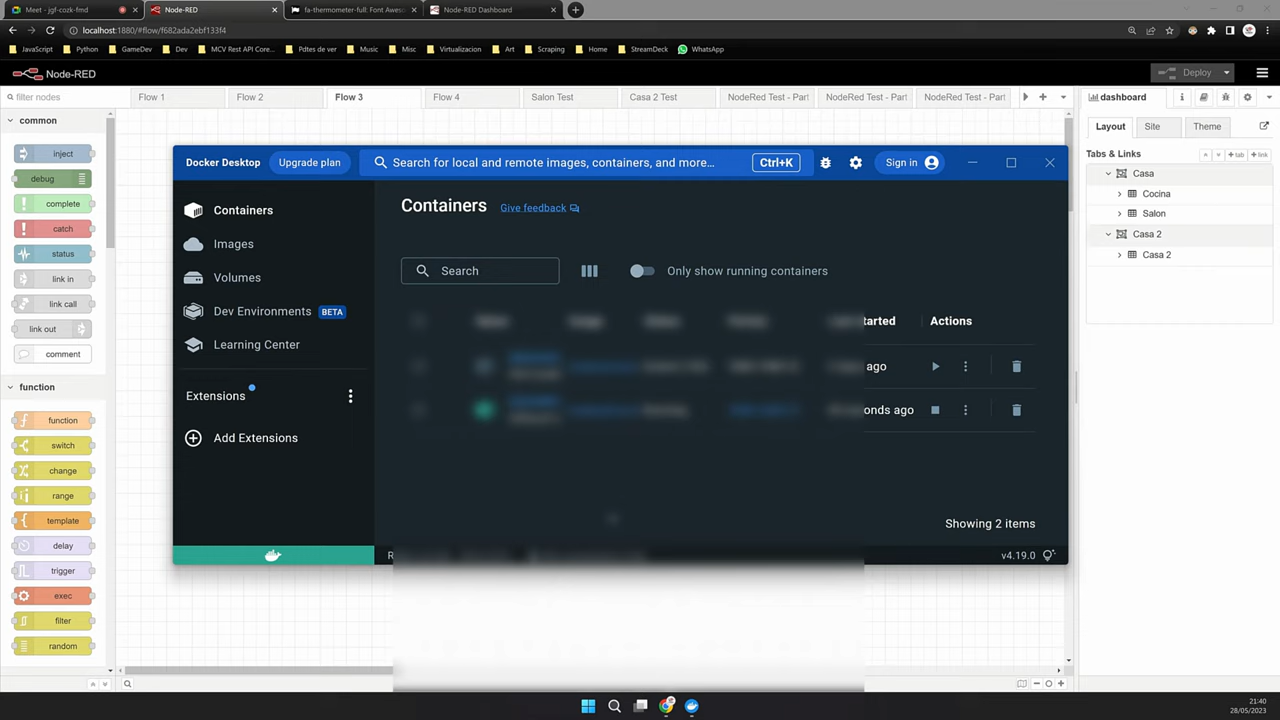 Meet - jgf-cozk-fmd
Node-RED
fa-thermometer-full: Font Aweso
Node-RED Dashboard
localhost:1880/#flow/f682ada2ebf133f4
JavaScript
Python
GameDev
Dev
MCV Rest API Core...
Pdtes de ver
Music
Misc
Virtualizacion
Art
Scraping
Home
StreamDeck
WhatsApp
Node-RED
Deploy
filter nodes
Flow 1
Flow 2
Flow 3
Flow 4
Salon Test
Casa 2 Test
NodeRed Test - Part
NodeRed Test - Part
NodeRed Test - Part
dashboard
common
inject
debug
complete
catch
status
link in
link call
link out
comment
function
function
switch
change
range
template
delay
trigger
exec
filter
random
Docker Desktop
Upgrade plan
Search for local and remote images, containers, and more...
Ctrl+K
Sign in
Containers
Images
Volumes
Dev Environments BETA
Learning Center
Extensions
Add Extensions
Containers
Give feedback
Search
Only show running containers
tarted
Actions
ago
onds ago
Showing 2 items
R
v4.19.0
Layout
Site
Theme
Tabs & Links
tab
link
Casa
Cocina
Salon
Casa 2
Casa 2
21:40
28/05/2023